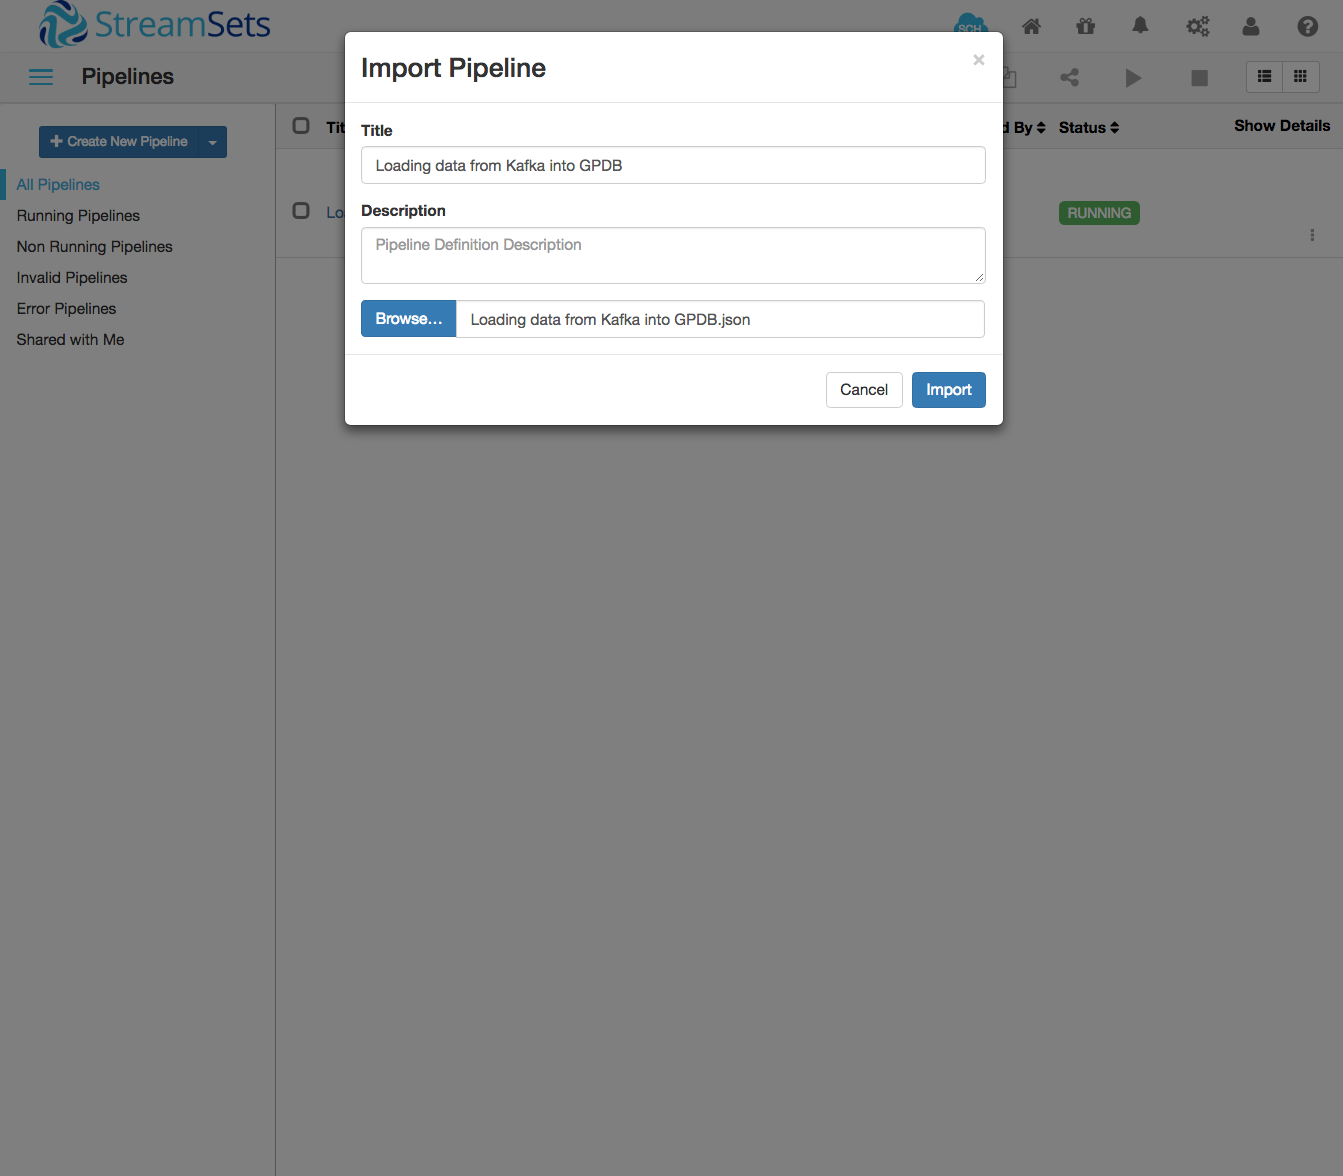 StreamSets
SCH
Pipelines
Import Pipeline
×
Create New Pipeline
All Pipelines
Running Pipelines
Non Running Pipelines
Invalid Pipelines
Error Pipelines
Shared with Me
Title
Loading data from Kafka into GPDB
Description
Pipeline Definition Description
Browse...
Loading data from Kafka into GPDB.json
Cancel
Import
By Status Show Details
RUNNING